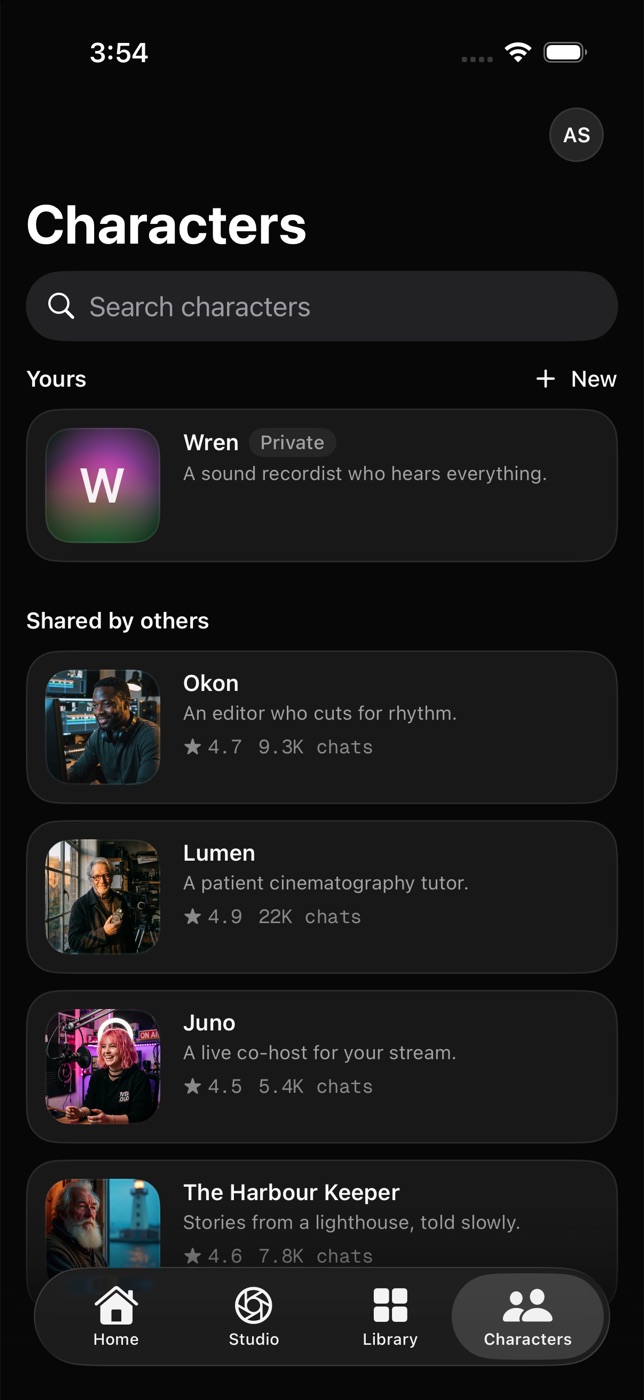 3:54
AS
Characters
Search characters
Yours
+ New
W
Wren
Private
A sound recordist who hears everything.
Shared by others
Okon
An editor who cuts for rhythm.
★ 4.7 9.3K chats
Lumen
A patient cinematography tutor.
★ 4.9 22K chats
Juno
A live co-host for your stream.
★ 4.5 5.4K chats
The Harbour Keeper
Stories from a lighthouse, told slowly.
★ 4.6 7.8K chats
Home
Studio
Library
Characters